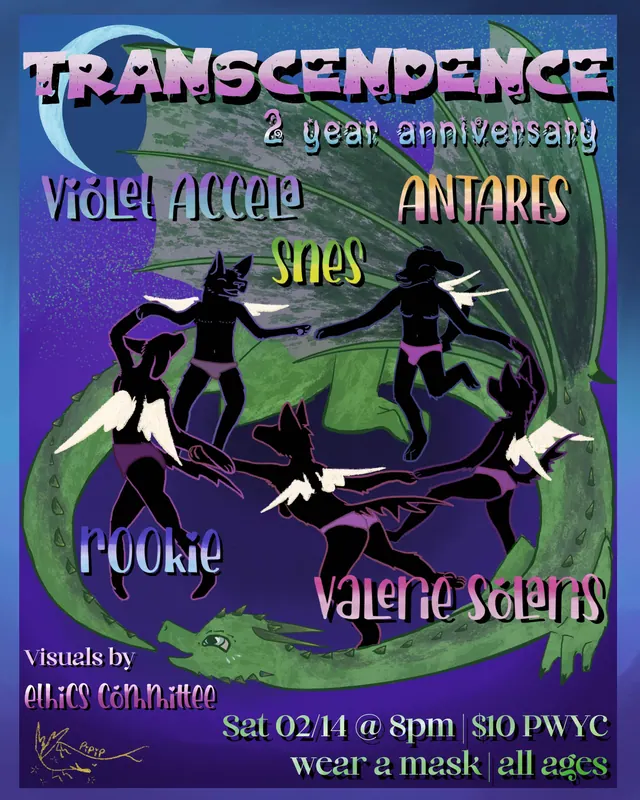 TRANSCENDENCE
2 year anniversary
Violet Accela
ANTARES
snes
rookie
Valerie Solaris
Visuals by
ethics committee
PiPiP
Sat 02/14 @ 8pm | $10 PWYC
wear a mask | all ages